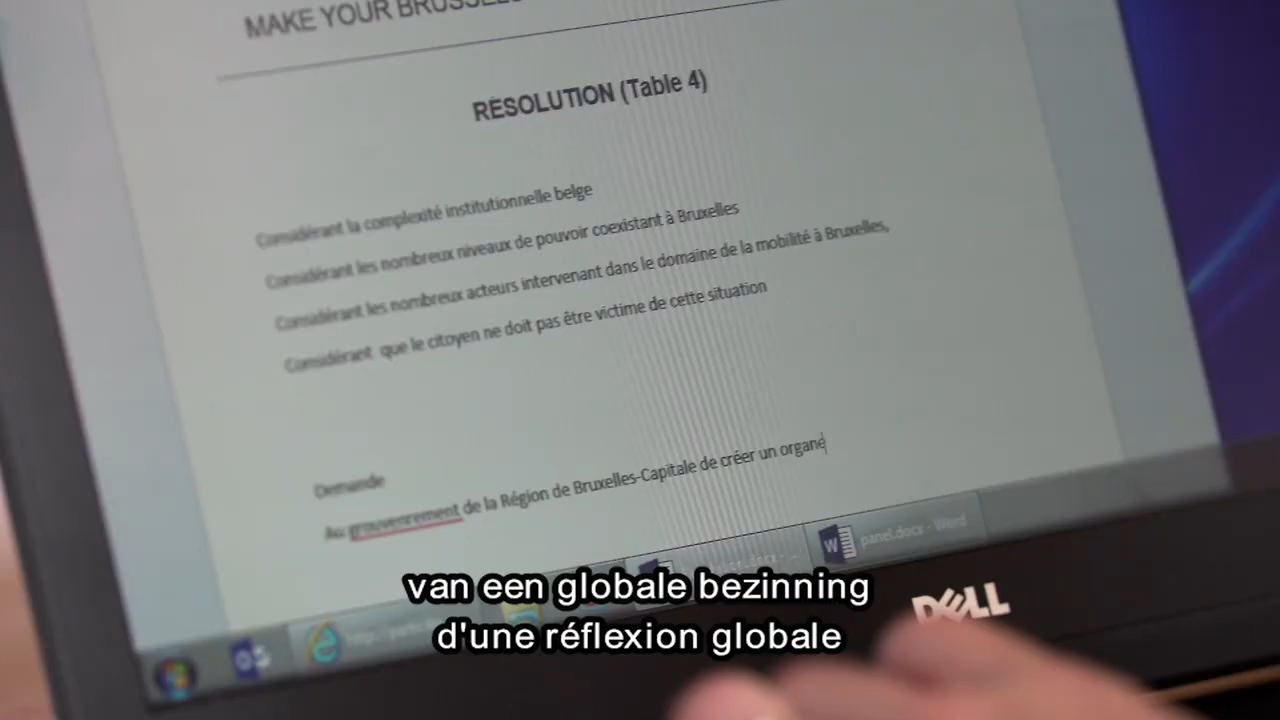 MAKE YOUR BRUSSELS
RÉSOLUTION (Table 4)
Considérant la complexité institutionnelle belge
Considérant les nombreux niveaux de pouvoir coexistant à Bruxelles
Considérant les nombreux acteurs intervenant dans le domaine de la mobilité à Bruxelles,
Considérant que le citoyen ne doit pas être victime de cette situation
Demande
Au grouvenrement de la Région de Bruxelles-Capitale de créer un organe
panel.docx - Word
DELL
van een globale bezinning
d'une réflexion globale